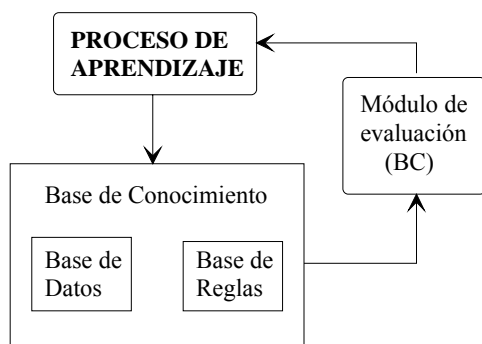 PROCESO DE
APRENDIZAJE
Módulo de
evaluación
(BC)
Base de Conocimiento
Base de
Datos
Base de
Reglas